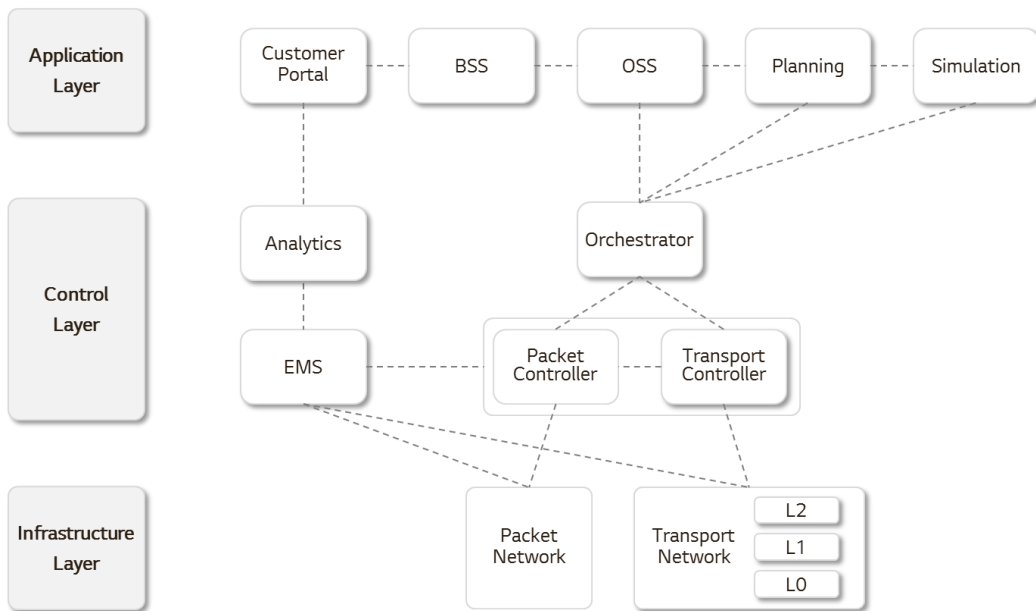 Application
Layer
Customer
Portal
BSS
OSS
Planning
Simulation
Control
Layer
Analytics
Orchestrator
EMS
Packet
Controller
Transport
Controller
Infrastructure
Layer
Packet
Network
Transport
Network
L2
L1
L0